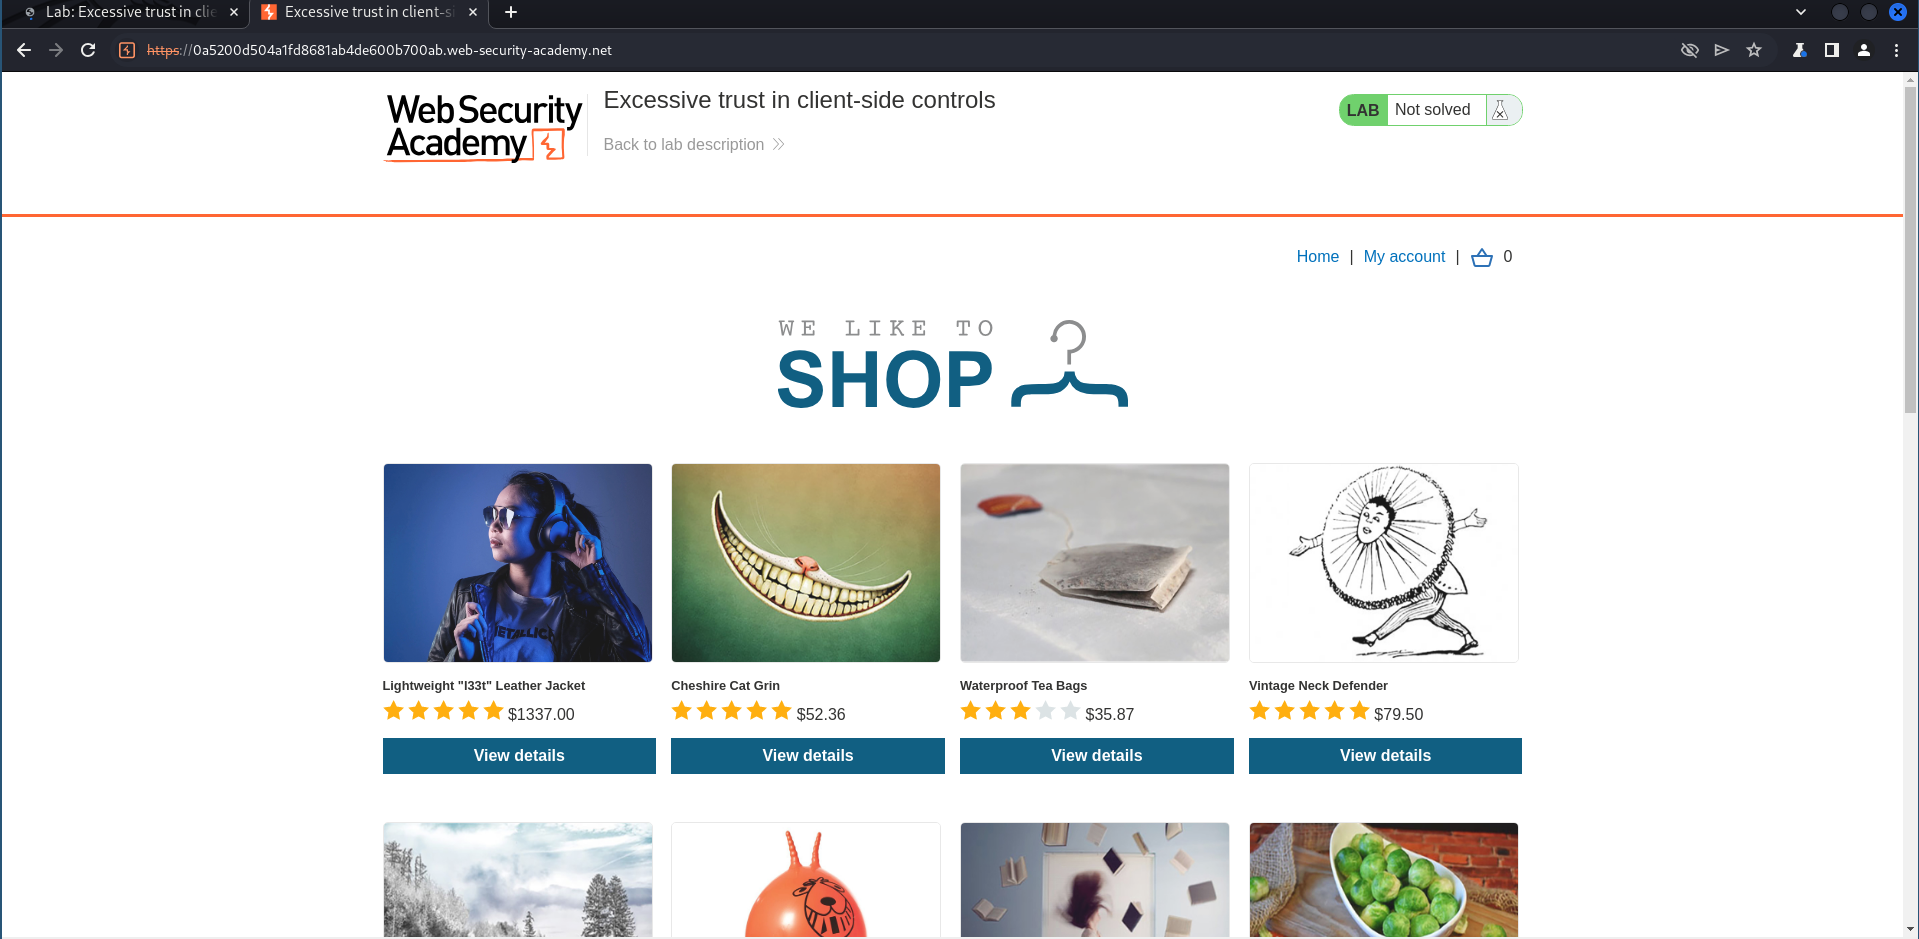 Lab: Excessive trust in clie
Excessive trust in client-si
https://0a5200d504a1fd8681ab4de600b700ab.web-security-academy.net
Web Security
Academy
Excessive trust in client-side controls
Back to lab description
LAB Not solved
Home | My account | 0
WE LIKE TO
SHOP
METALLICA
Lightweight "l33t" Leather Jacket
$1337.00
View details
Cheshire Cat Grin
$52.36
View details
Waterproof Tea Bags
$35.87
View details
Vintage Neck Defender
$79.50
View details